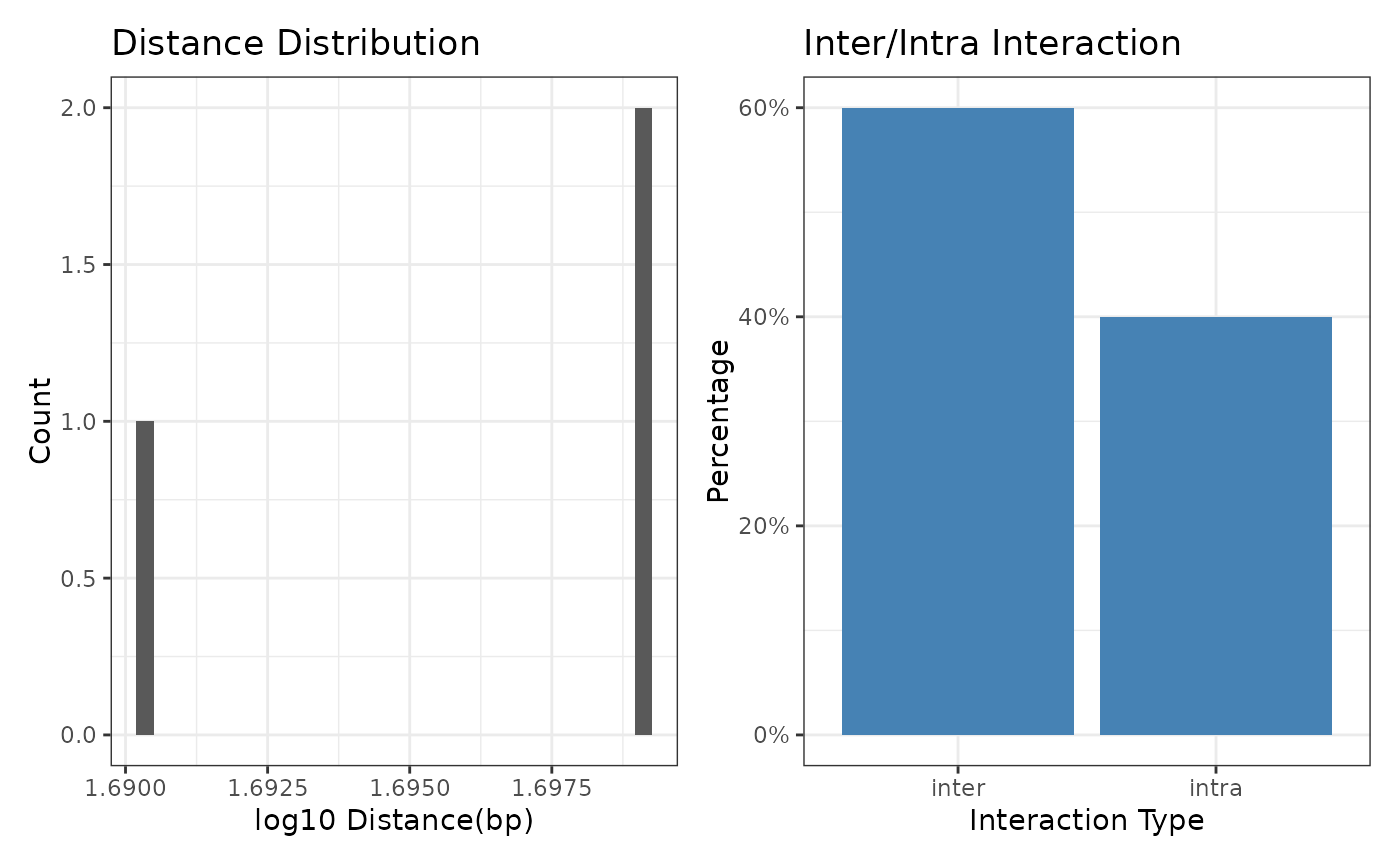 Distance Distribution
Count
2.0
1.5
1.0
0.5
0.0
1.6900 1.6925 1.6950 1.6975
log10 Distance(bp)
Inter/Intra Interaction
Percentage
60%
40%
20%
0%
inter intra
Interaction Type